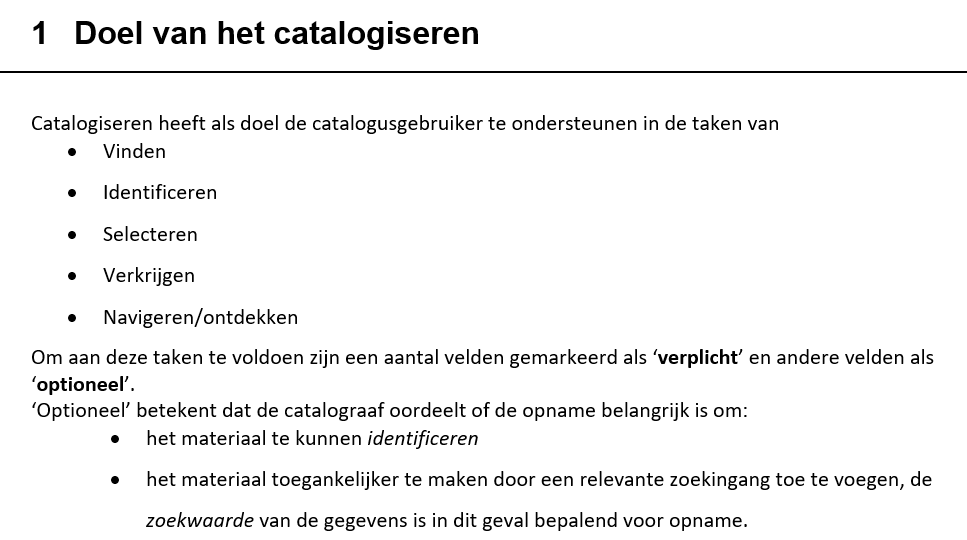 1 Doel van het catalogiseren
Catalogiseren heeft als doel de catalogusgebruiker te ondersteunen in de taken van
• Vinden
• Identificeren
• Selecteren
• Verkrijgen
• Navigeren/ontdekken
Om aan deze taken te voldoen zijn een aantal velden gemarkeerd als ‘verplicht’ en andere velden als
‘optioneel’.
‘Optioneel’ betekent dat de catalograaf oordeelt of de opname belangrijk is om:
• het materiaal te kunnen identificeren
• het materiaal toegankelijker te maken door een relevante zoekingang toe te voegen, de
zoekwaarde van de gegevens is in dit geval bepalend voor opname.